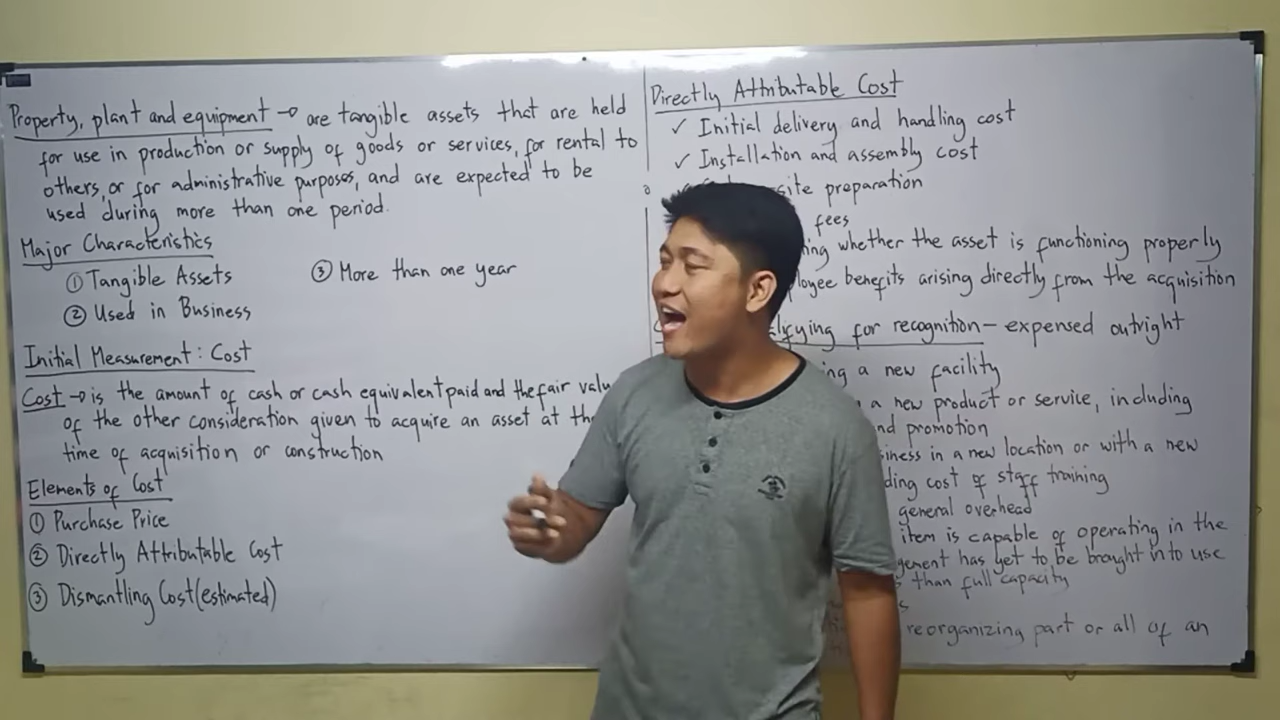 Property, plant and equipment → are tangible assets that are held
for use in production or supply of goods or services, for rental to
others, or for administrative purposes, and are expected to be
used during more than one period.
Major Characteristics
① Tangible Assets
③ More than one year
② Used in Business
Initial Measurement: Cost
Cost → is the amount of cash or cash equivalent paid and the fair
of the other consideration given to acquire an asset at
time of acquisition or construction
Elements of Cost
① Purchase Price
② Directly Attributable Cost
③ Dismantling Cost (estimated)
Directly Attributable Cost
✓ Initial delivery and handling cost
✓ Installation and assembly cost
site preparation
fees
whether the asset is functioning properly
benefits arising directly from the acquisition
for recognition - expensed outright
a new facility
a new product or service, including
promotion
in a new location or with a new
cost of staff training
general overhead
item is capable of operating in the
has yet to be brought into use
than full capacity
reorganizing part or all of an